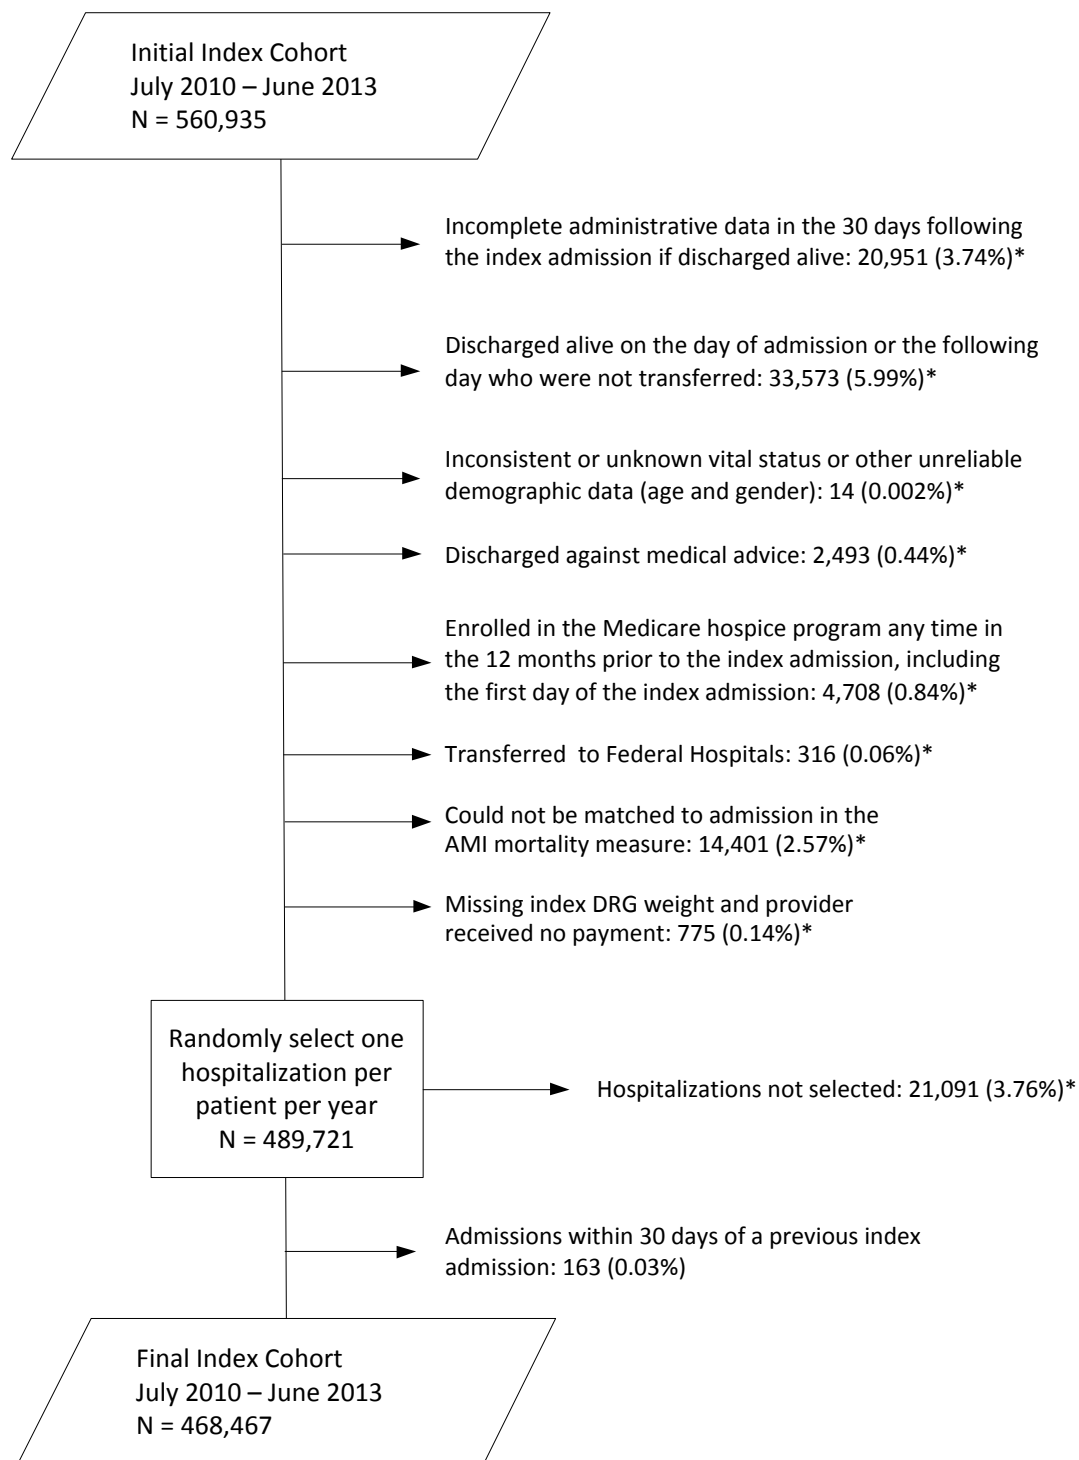 Initial Index Cohort
July 2010 – June 2013
N = 560,935
Incomplete administrative data in the 30 days following
the index admission if discharged alive: 20,951 (3.74%)*
Discharged alive on the day of admission or the following
day who were not transferred: 33,573 (5.99%)*
Inconsistent or unknown vital status or other unreliable
demographic data (age and gender): 14 (0.002%)*
Discharged against medical advice: 2,493 (0.44%)*
Enrolled in the Medicare hospice program any time in
the 12 months prior to the index admission, including
the first day of the index admission: 4,708 (0.84%)*
Transferred to Federal Hospitals: 316 (0.06%)*
Could not be matched to admission in the
AMI mortality measure: 14,401 (2.57%)*
Missing index DRG weight and provider
received no payment: 775 (0.14%)*
Randomly select one
hospitalization per
patient per year
N = 489,721
Hospitalizations not selected: 21,091 (3.76%)*
Admissions within 30 days of a previous index
admission: 163 (0.03%)
Final Index Cohort
July 2010 – June 2013
N = 468,467